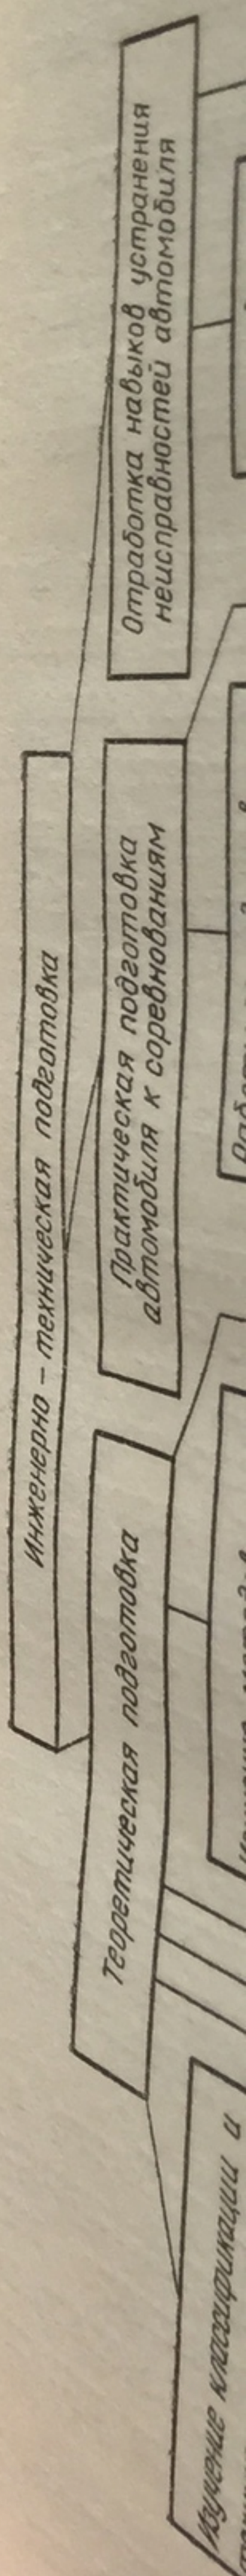 Инженерно - техническая подготовка
Теоретическая подготовка
Практическая подготовка
автомобиля к соревнованиям
Отработка навыков устранения
неисправностей автомобиля
Изучение классификации и